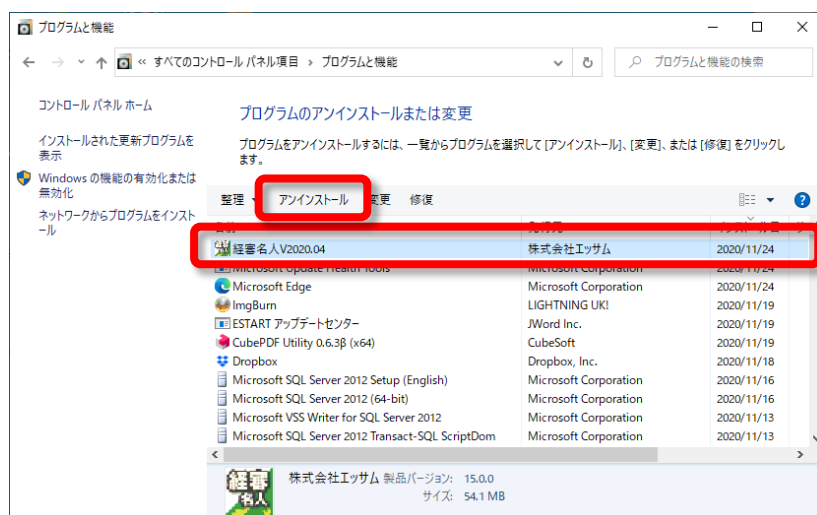 プログラムと機能
« すべてのコントロール パネル項目 › プログラムと機能
プログラムと機能の検索
コントロール パネル ホーム
インストールされた更新プログラムを
表示
Windows の機能の有効化または
無効化
ネットワークからプログラムをインスト
ール
プログラムのアンインストールまたは変更
プログラムをアンインストールするには、一覧からプログラムを選択して [アンインストール]、[変更]、または [修復] をクリックし
ます。
整理 アンインストール 変更 修復
経審名人V2020.04 株式会社エッサム 2020/11/24
Microsoft Update Health Tools Microsoft Corporation 2020/11/24
Microsoft Edge Microsoft Corporation 2020/11/24
ImgBurn LIGHTNING UK! 2020/11/19
ESTART アップデートセンター JWord Inc. 2020/11/19
CubePDF Utility 0.6.3β (x64) CubeSoft 2020/11/19
Dropbox Dropbox, Inc. 2020/11/18
Microsoft SQL Server 2012 Setup (English) Microsoft Corporation 2020/11/16
Microsoft SQL Server 2012 (64-bit) Microsoft Corporation 2020/11/16
Microsoft VSS Writer for SQL Server 2012 Microsoft Corporation 2020/11/13
Microsoft SQL Server 2012 Transact-SQL ScriptDom Microsoft Corporation 2020/11/13
経審
名人
株式会社エッサム 製品バージョン: 15.0.0
サイズ: 54.1 MB